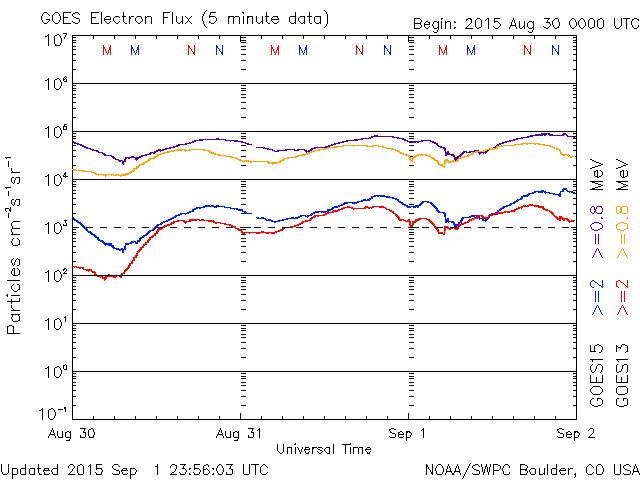 GOES Electron Flux (5 minute data)
Begin: 2015 Aug 30 0000 UTC
M M N N M M N N M M N N
10⁷
10⁶
10⁵
10⁴
10³
10²
10¹
10⁰
10⁻¹
Particles cm⁻²s⁻¹sr⁻¹
Aug 30 Aug 31 Sep 1 Sep 2
Universal Time
GOES15 >=2 >=0.8 MeV
GOES13 >=2 >=0.8 MeV
Updated 2015 Sep 1 23:56:03 UTC
NOAA/SWPC Boulder, CO USA